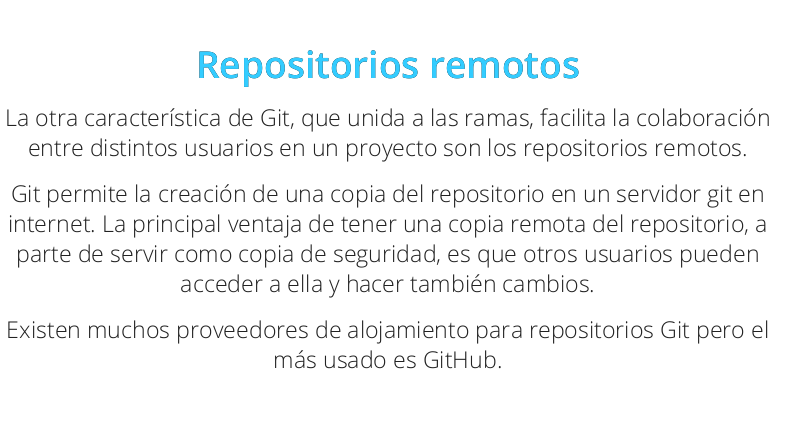 Repositorios remotos
La otra característica de Git, que unida a las ramas, facilita la colaboración
entre distintos usuarios en un proyecto son los repositorios remotos.
Git permite la creación de una copia del repositorio en un servidor git en
internet. La principal ventaja de tener una copia remota del repositorio, a
parte de servir como copia de seguridad, es que otros usuarios pueden
acceder a ella y hacer también cambios.
Existen muchos proveedores de alojamiento para repositorios Git pero el
más usado es GitHub.